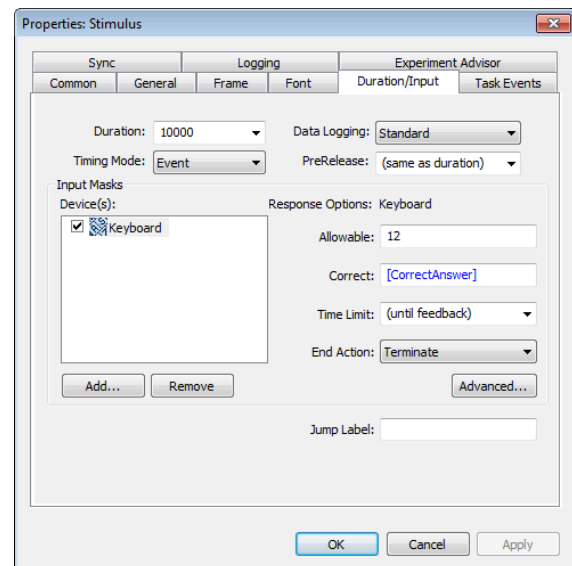 Properties: Stimulus
Sync Logging Experiment Advisor
Common General Frame Font Duration/Input Task Events
Duration: 10000 Data Logging: Standard
Timing Mode: Event PreRelease: (same as duration)
Input Masks
Device(s): Response Options: Keyboard
Keyboard
Allowable: 12
Correct: [CorrectAnswer]
Time Limit: (until feedback)
End Action: Terminate
Add... Remove Advanced...
Jump Label:
OK Cancel Apply